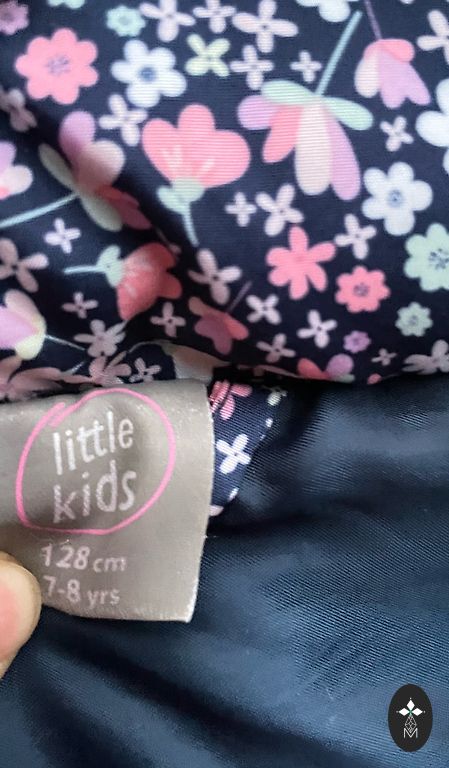 little
kids
128 cm
7-8 yrs
M